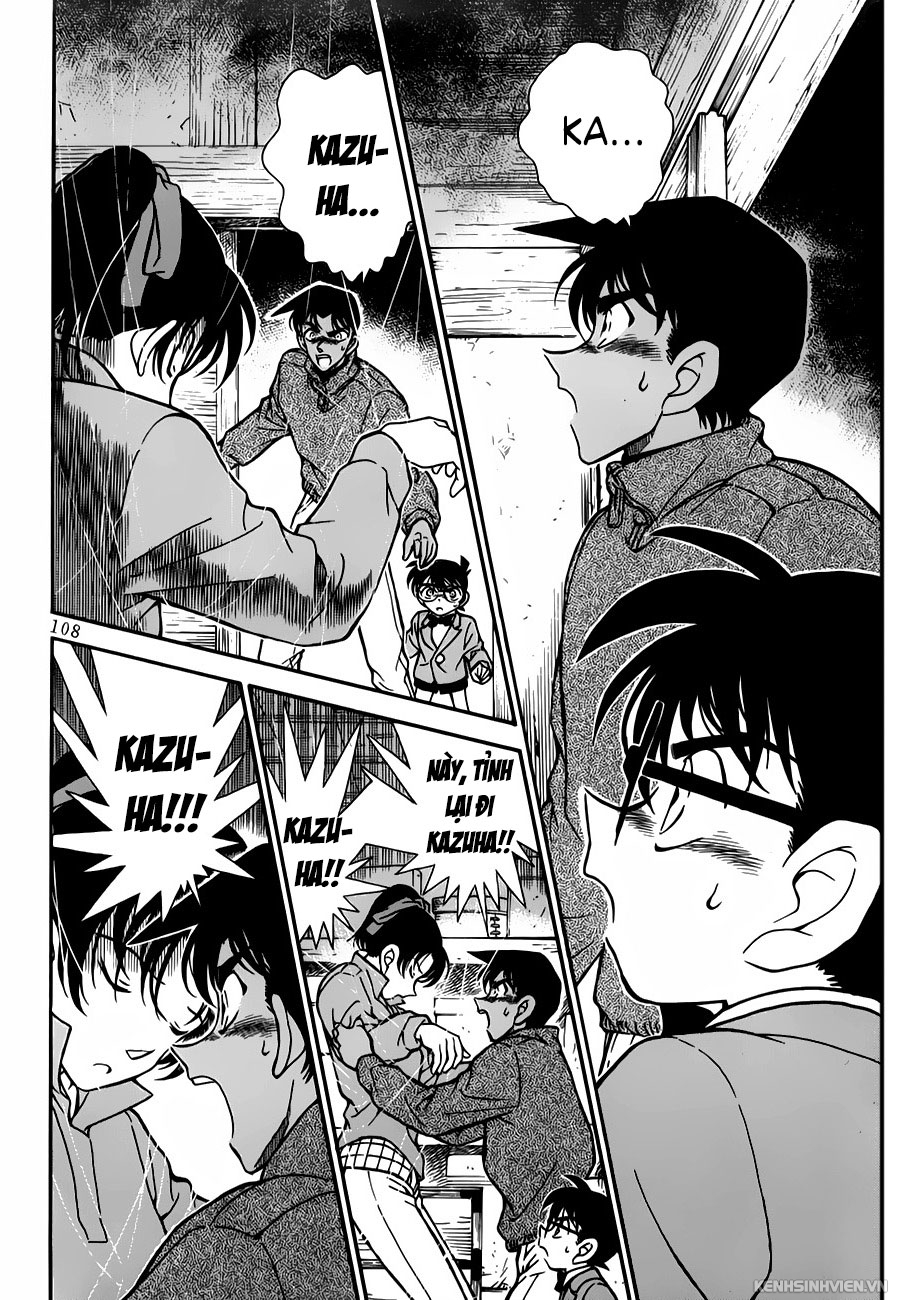 KA...
KAZU-
HA...
108
NÀY, TỈNH
LẠI ĐI
KAZUHA!!
KAZU-
HA!!
KAZU-
HA!!!
KENHSINHVIEN.VN